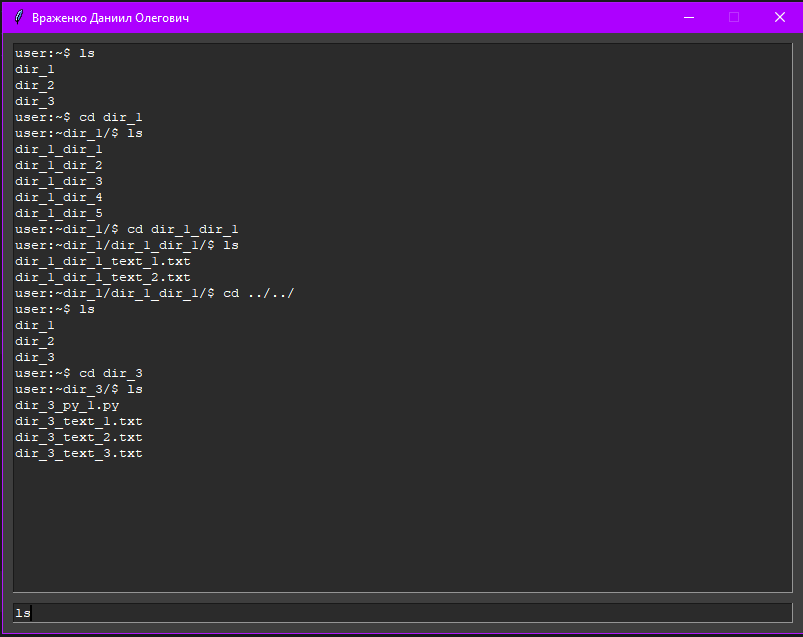 Враженко Даниил Олегович
user:~$ ls
dir_1
dir_2
dir_3
user:~$ cd dir_1
user:~dir_1/$ ls
dir_1_dir_1
dir_1_dir_2
dir_1_dir_3
dir_1_dir_4
dir_1_dir_5
user:~dir_1/$ cd dir_1_dir_1
user:~dir_1/dir_1_dir_1/$ ls
dir_1_dir_1_text_1.txt
dir_1_dir_1_text_2.txt
user:~dir_1/dir_1_dir_1/$ cd ../../
user:~$ ls
dir_1
dir_2
dir_3
user:~$ cd dir_3
user:~dir_3/$ ls
dir_3_py_1.py
dir_3_text_1.txt
dir_3_text_2.txt
dir_3_text_3.txt
ls